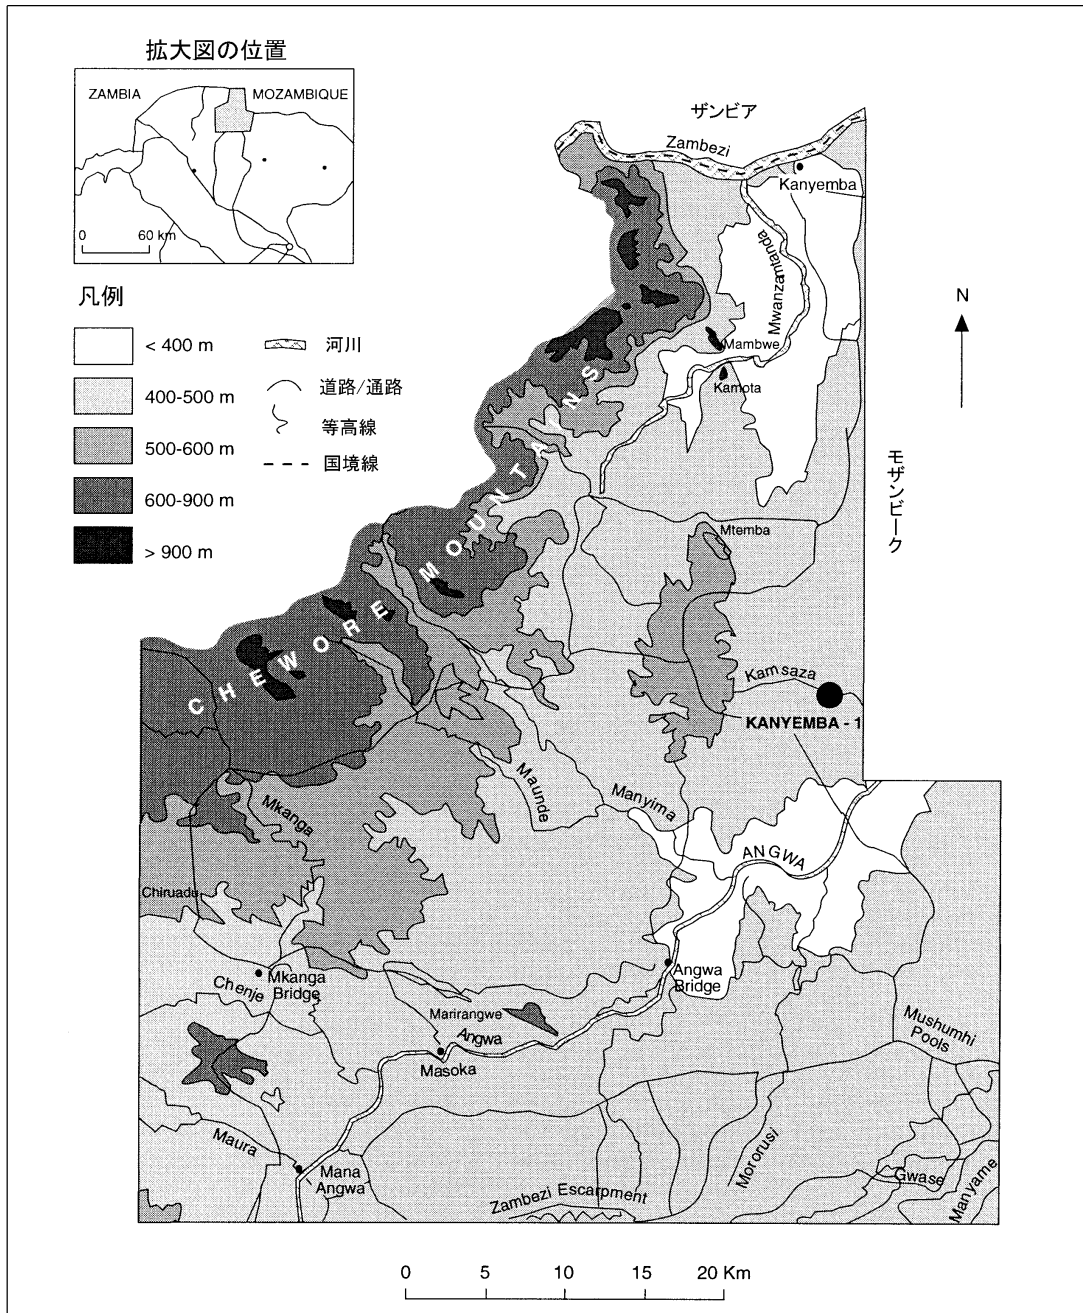 拡大図の位置
ZAMBIA
MOZAMBIQUE
0 60 km
凡例
< 400 m
400-500 m
500-600 m
600-900 m
> 900 m
河川
道路/通路
等高線
国境線
ザンビア
Zambezi
Kanyemba
Mwanzamtanda
N
Mambwe
Kamota
モザンビーク
CHEWORE MOUNTAINS
Mtemba
Kamsaza
KANYEMBA - 1
Maunde
Manyima
Mkanga
ANGWA
Chiruadu
Angwa
Bridge
Mkanga
Bridge
Chenje
Marirangwe
Angwa
Masoka
Mushumhi
Pools
Maura
Mana
Angwa
Zambezi Escarpment
Mororusi
Gwase
Manyame
0 5 10 15 20 Km